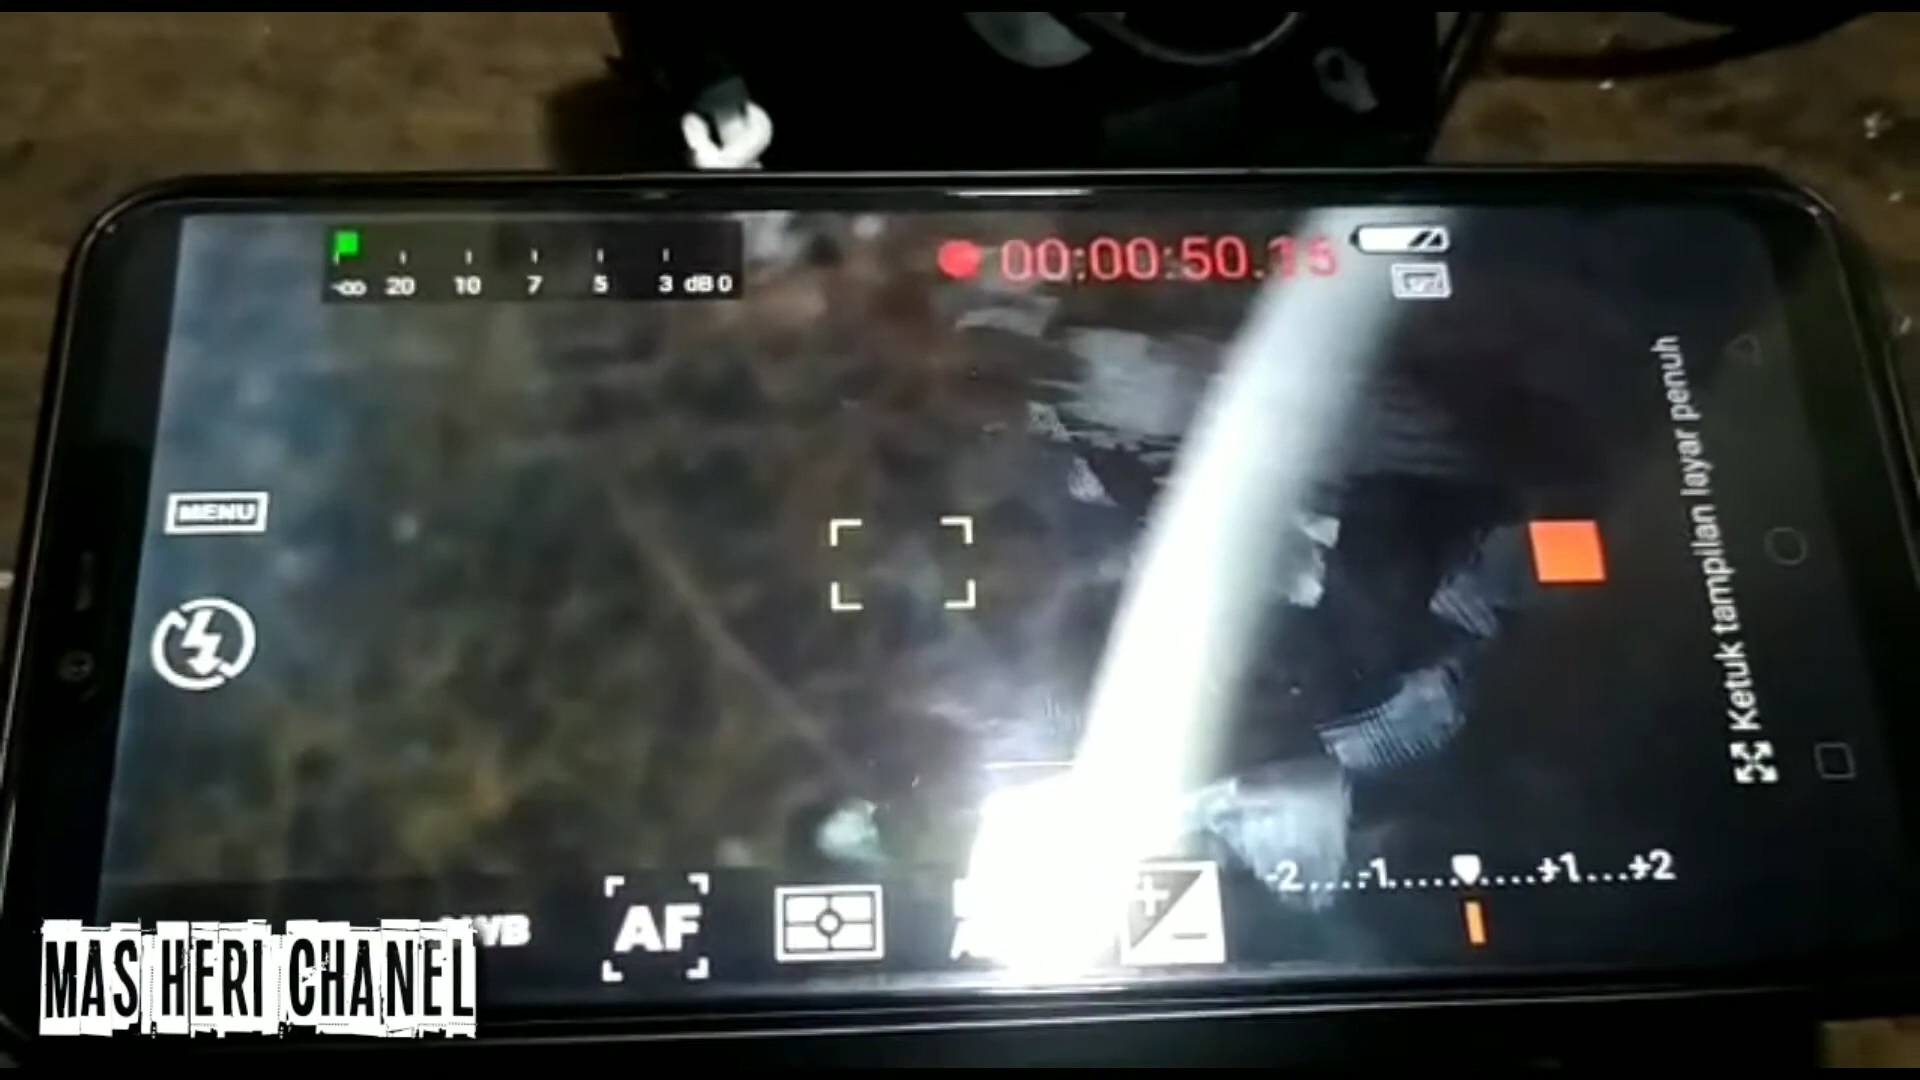 -∞ 20 10 7 5 3 dB 0
00:00:50.15
MENU
Ketuk tampilan layar penuh
-2....-1.........+1...+2
AF
MAS HERI CHANEL